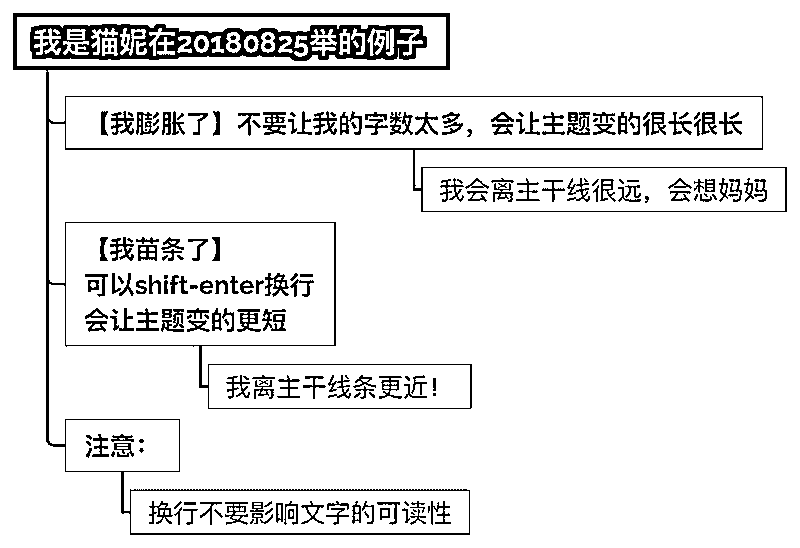 我是猫妮在20180825举的例子
【我膨胀了】不要让我的字数太多，会让主题变的很长很长
我会离主干线很远，会想妈妈
【我苗条了】
可以shift-enter换行
会让主题变的更短
我离主干线条更近！
注意：
换行不要影响文字的可读性